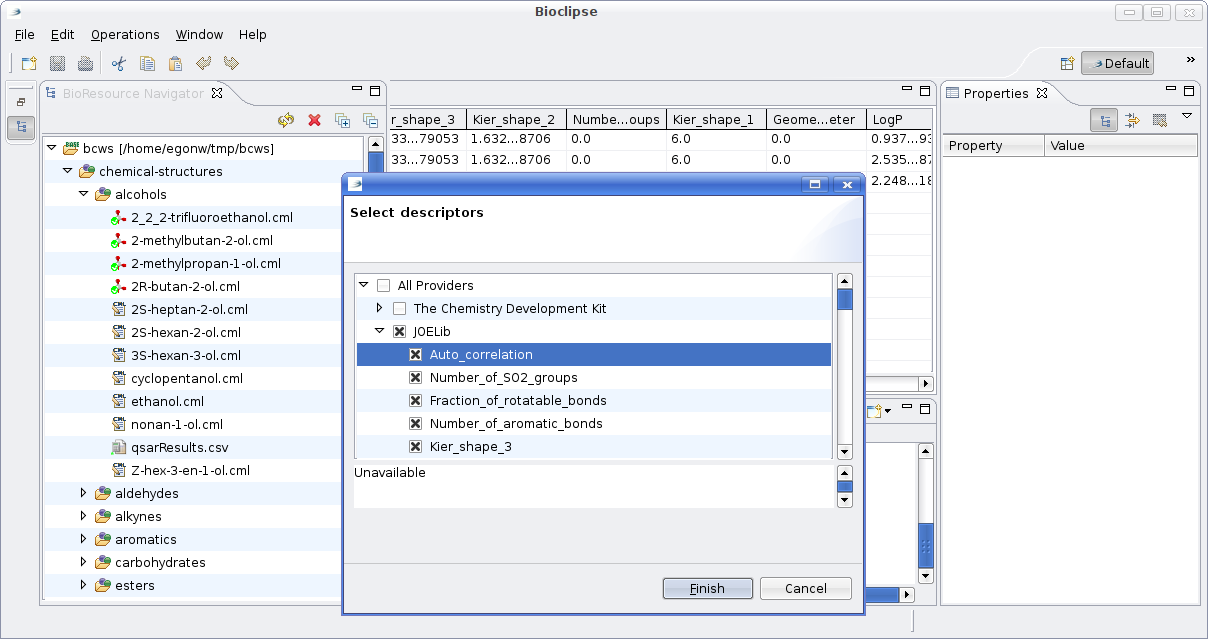 Bioclipse
File Edit Operations Window Help
Default »
BioResource Navigator
bcws [/home/egonw/tmp/bcws]
chemical-structures
alcohols
2_2_2-trifluoroethanol.cml
2-methylbutan-2-ol.cml
2-methylpropan-1-ol.cml
2R-butan-2-ol.cml
2S-heptan-2-ol.cml
2S-hexan-2-ol.cml
3S-hexan-3-ol.cml
cyclopentanol.cml
ethanol.cml
nonan-1-ol.cml
qsarResults.csv
Z-hex-3-en-1-ol.cml
aldehydes
alkynes
aromatics
carbohydrates
esters
r_shape_3 Kier_shape_2 Numbe...oups Kier_shape_1 Geome...eter LogP
33...79053 1.632...8706 0.0 6.0 0.0 0.937...93
33...79053 1.632...8706 0.0 6.0 0.0 2.535...87
2.248...18
Properties
Property Value
Select descriptors
All Providers
The Chemistry Development Kit
JOELib
Auto_correlation
Number_of_SO2_groups
Fraction_of_rotatable_bonds
Number_of_aromatic_bonds
Kier_shape_3
Unavailable
Finish Cancel